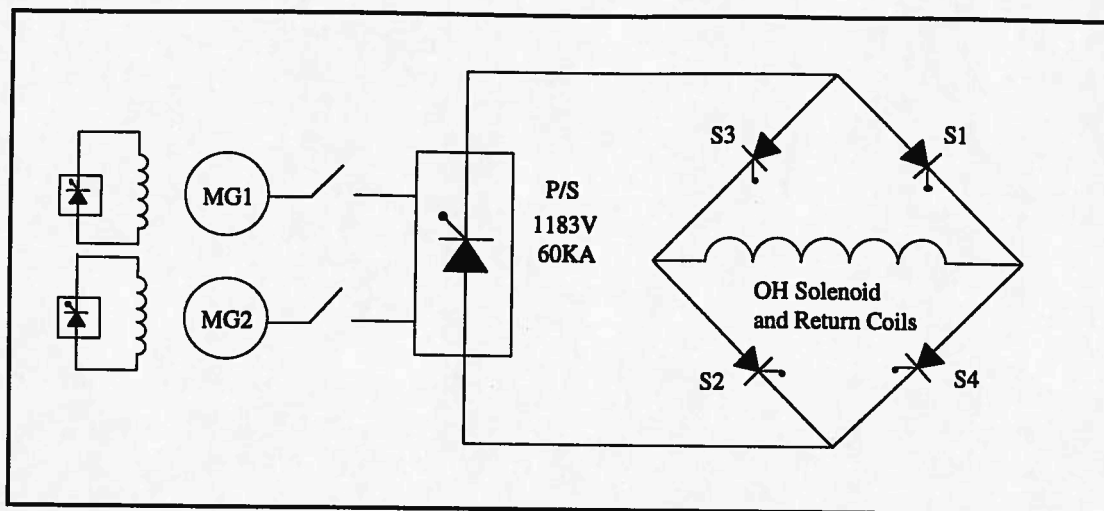 S3
S1
MG1
P/S
1183V
60KA
MG2
OH Solenoid
and Return Coils
S2
S4